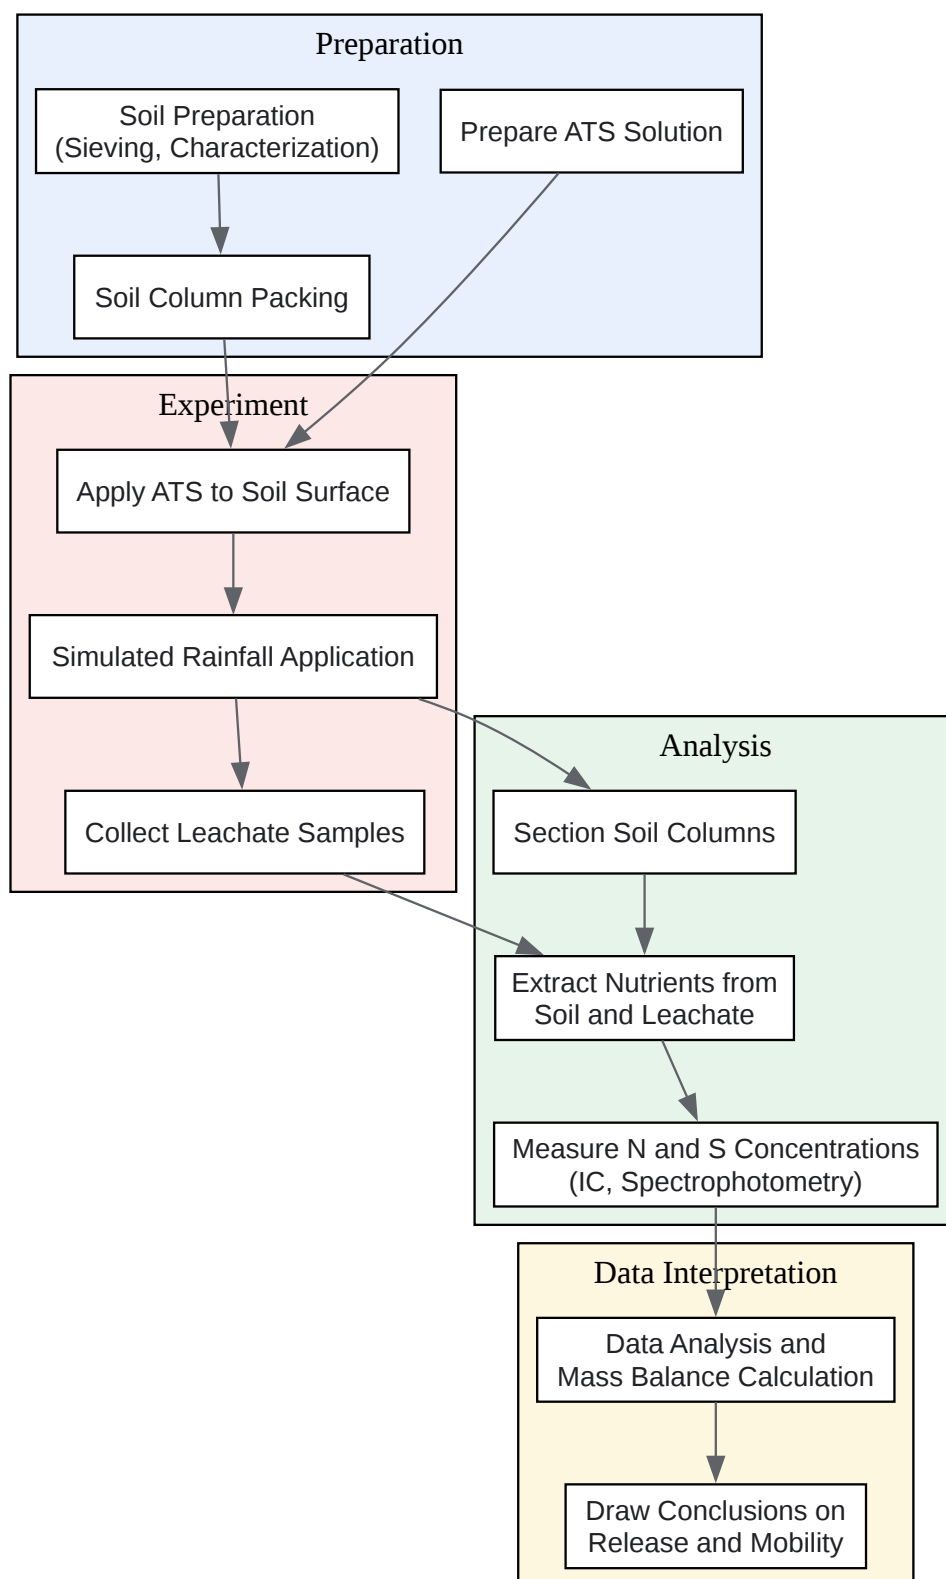 Preparation
Soil Preparation
(Sieving, Characterization)
Prepare ATS Solution
Soil Column Packing
Experiment
Apply ATS to Soil Surface
Simulated Rainfall Application
Analysis
Collect Leachate Samples
Section Soil Columns
Extract Nutrients from
Soil and Leachate
Measure N and S Concentrations
(IC, Spectrophotometry)
Data Interpretation
Data Analysis and
Mass Balance Calculation
Draw Conclusions on
Release and Mobility